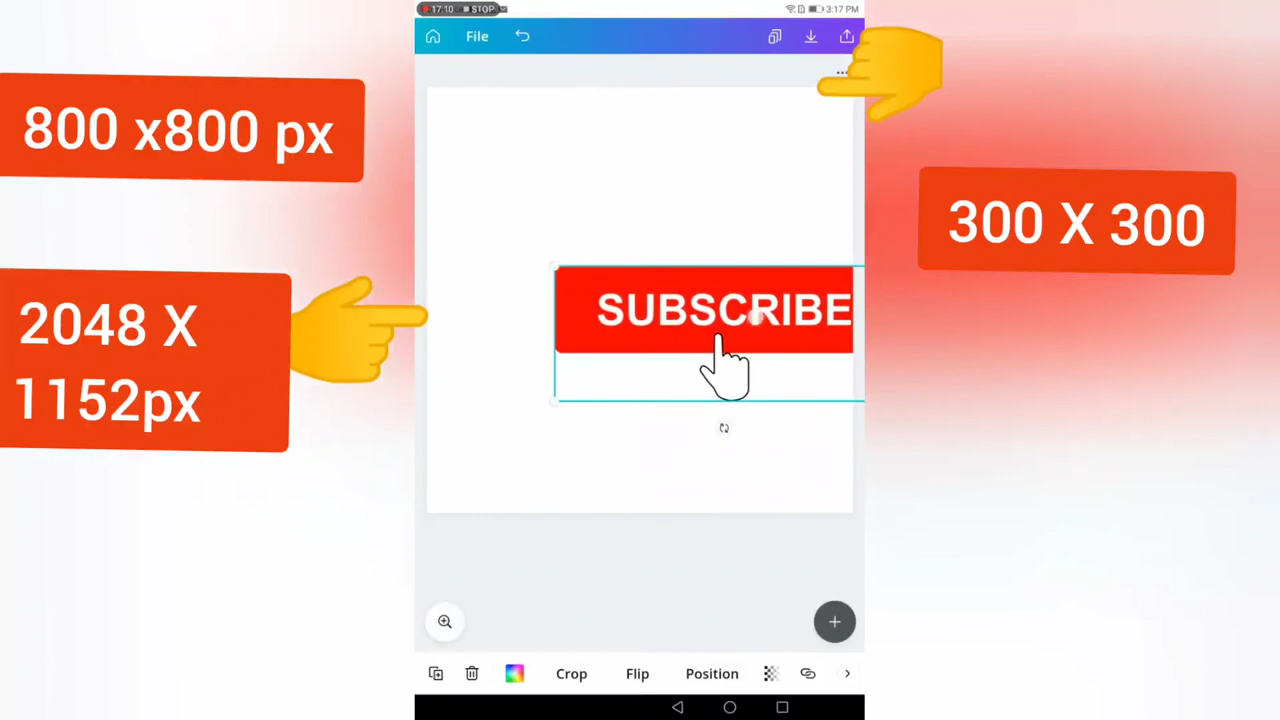 17:10 STOP
3:17 PM
File
800 x800 px
300 X 300
2048 X
1152px
SUBSCRIBE
Crop
Flip
Position